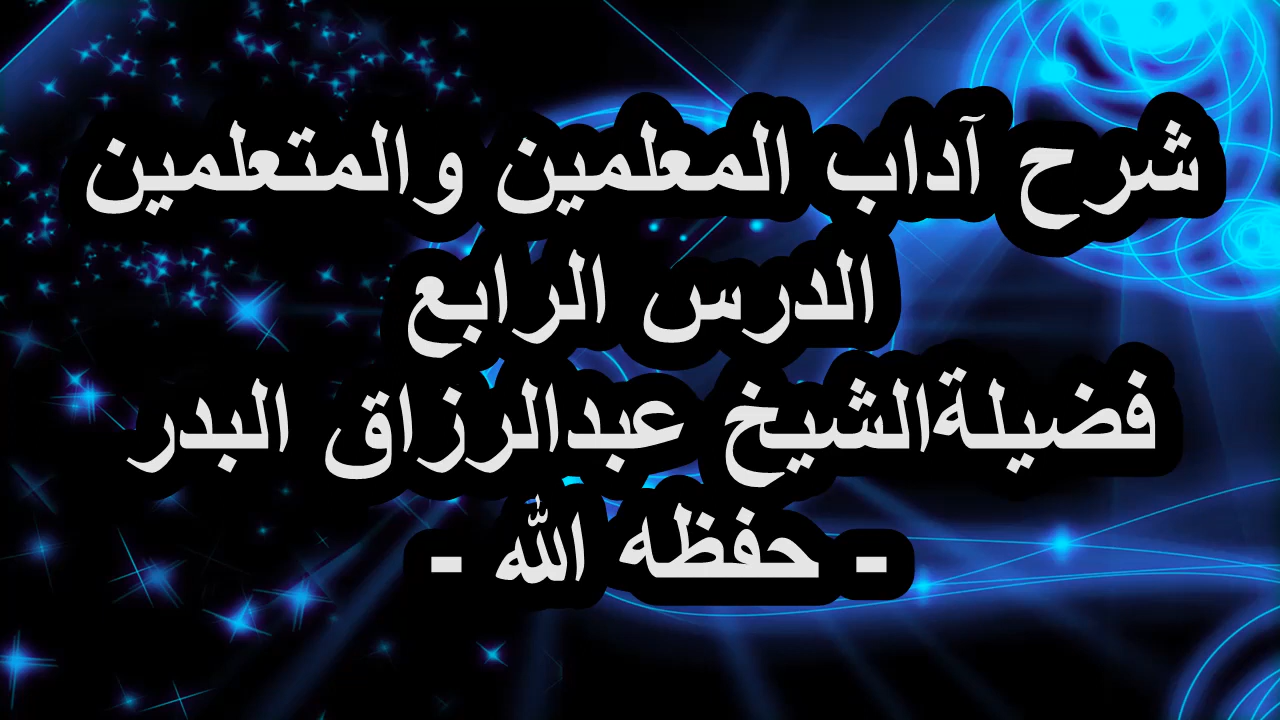 شرح آداب المعلمين والمتعلمين
الدرس الرابع
فضيلةالشيخ عبدالرزاق البدر
- حفظه الله -